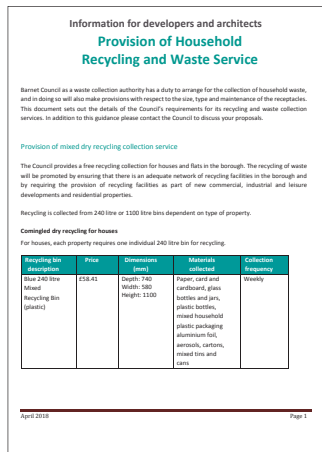 Information for developers and architects
Provision of Household
Recycling and Waste Service
Barnet Council as a waste collection authority has a duty to arrange for the collection of household waste,
and in doing so will also make provisions with respect to the size, type and maintenance of the receptacles.
This document sets out the details of the Council's requirements for its recycling and waste collection
services. In addition to this guidance please contact the Council to discuss your proposals.
Provision of mixed dry recycling collection service
The Council provides a free recycling collection for houses and flats in the borough. The recycling of waste
will be promoted by ensuring that there is an adequate network of recycling facilities in the borough and
by requiring the provision of recycling facilities as part of new commercial, industrial and leisure
developments and residential properties.
Recycling is collected from 240 litre or 1100 litre bins dependent on type of property.
Comingled dry recycling for houses
For houses, each property requires one individual 240 litre bin for recycling.
Recycling bin description
Price
Dimensions (mm)
Materials collected
Collection frequency
Blue 240 litre
Mixed
Recycling Bin
(plastic)
£58.41
Depth: 740
Width: 580
Height: 1100
Paper, card and
cardboard, glass
bottles and jars,
plastic bottles,
mixed household
plastic packaging
aluminium foil,
aerosols, cartons,
mixed tins and
cans
Weekly
April 2018
Page 1